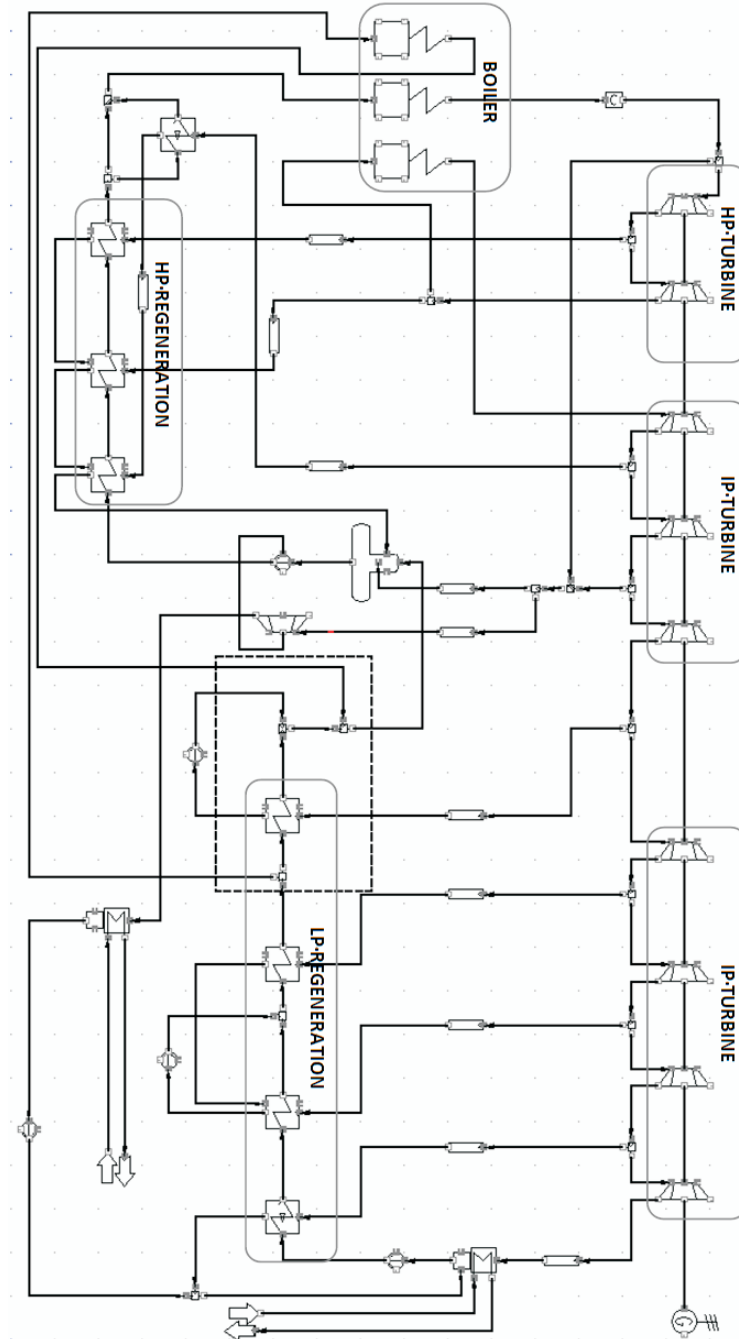 BOILER
HP-TURBINE
HP-REGENERATION
IP-TURBINE
IP-TURBINE
LP-REGENERATION
C
G